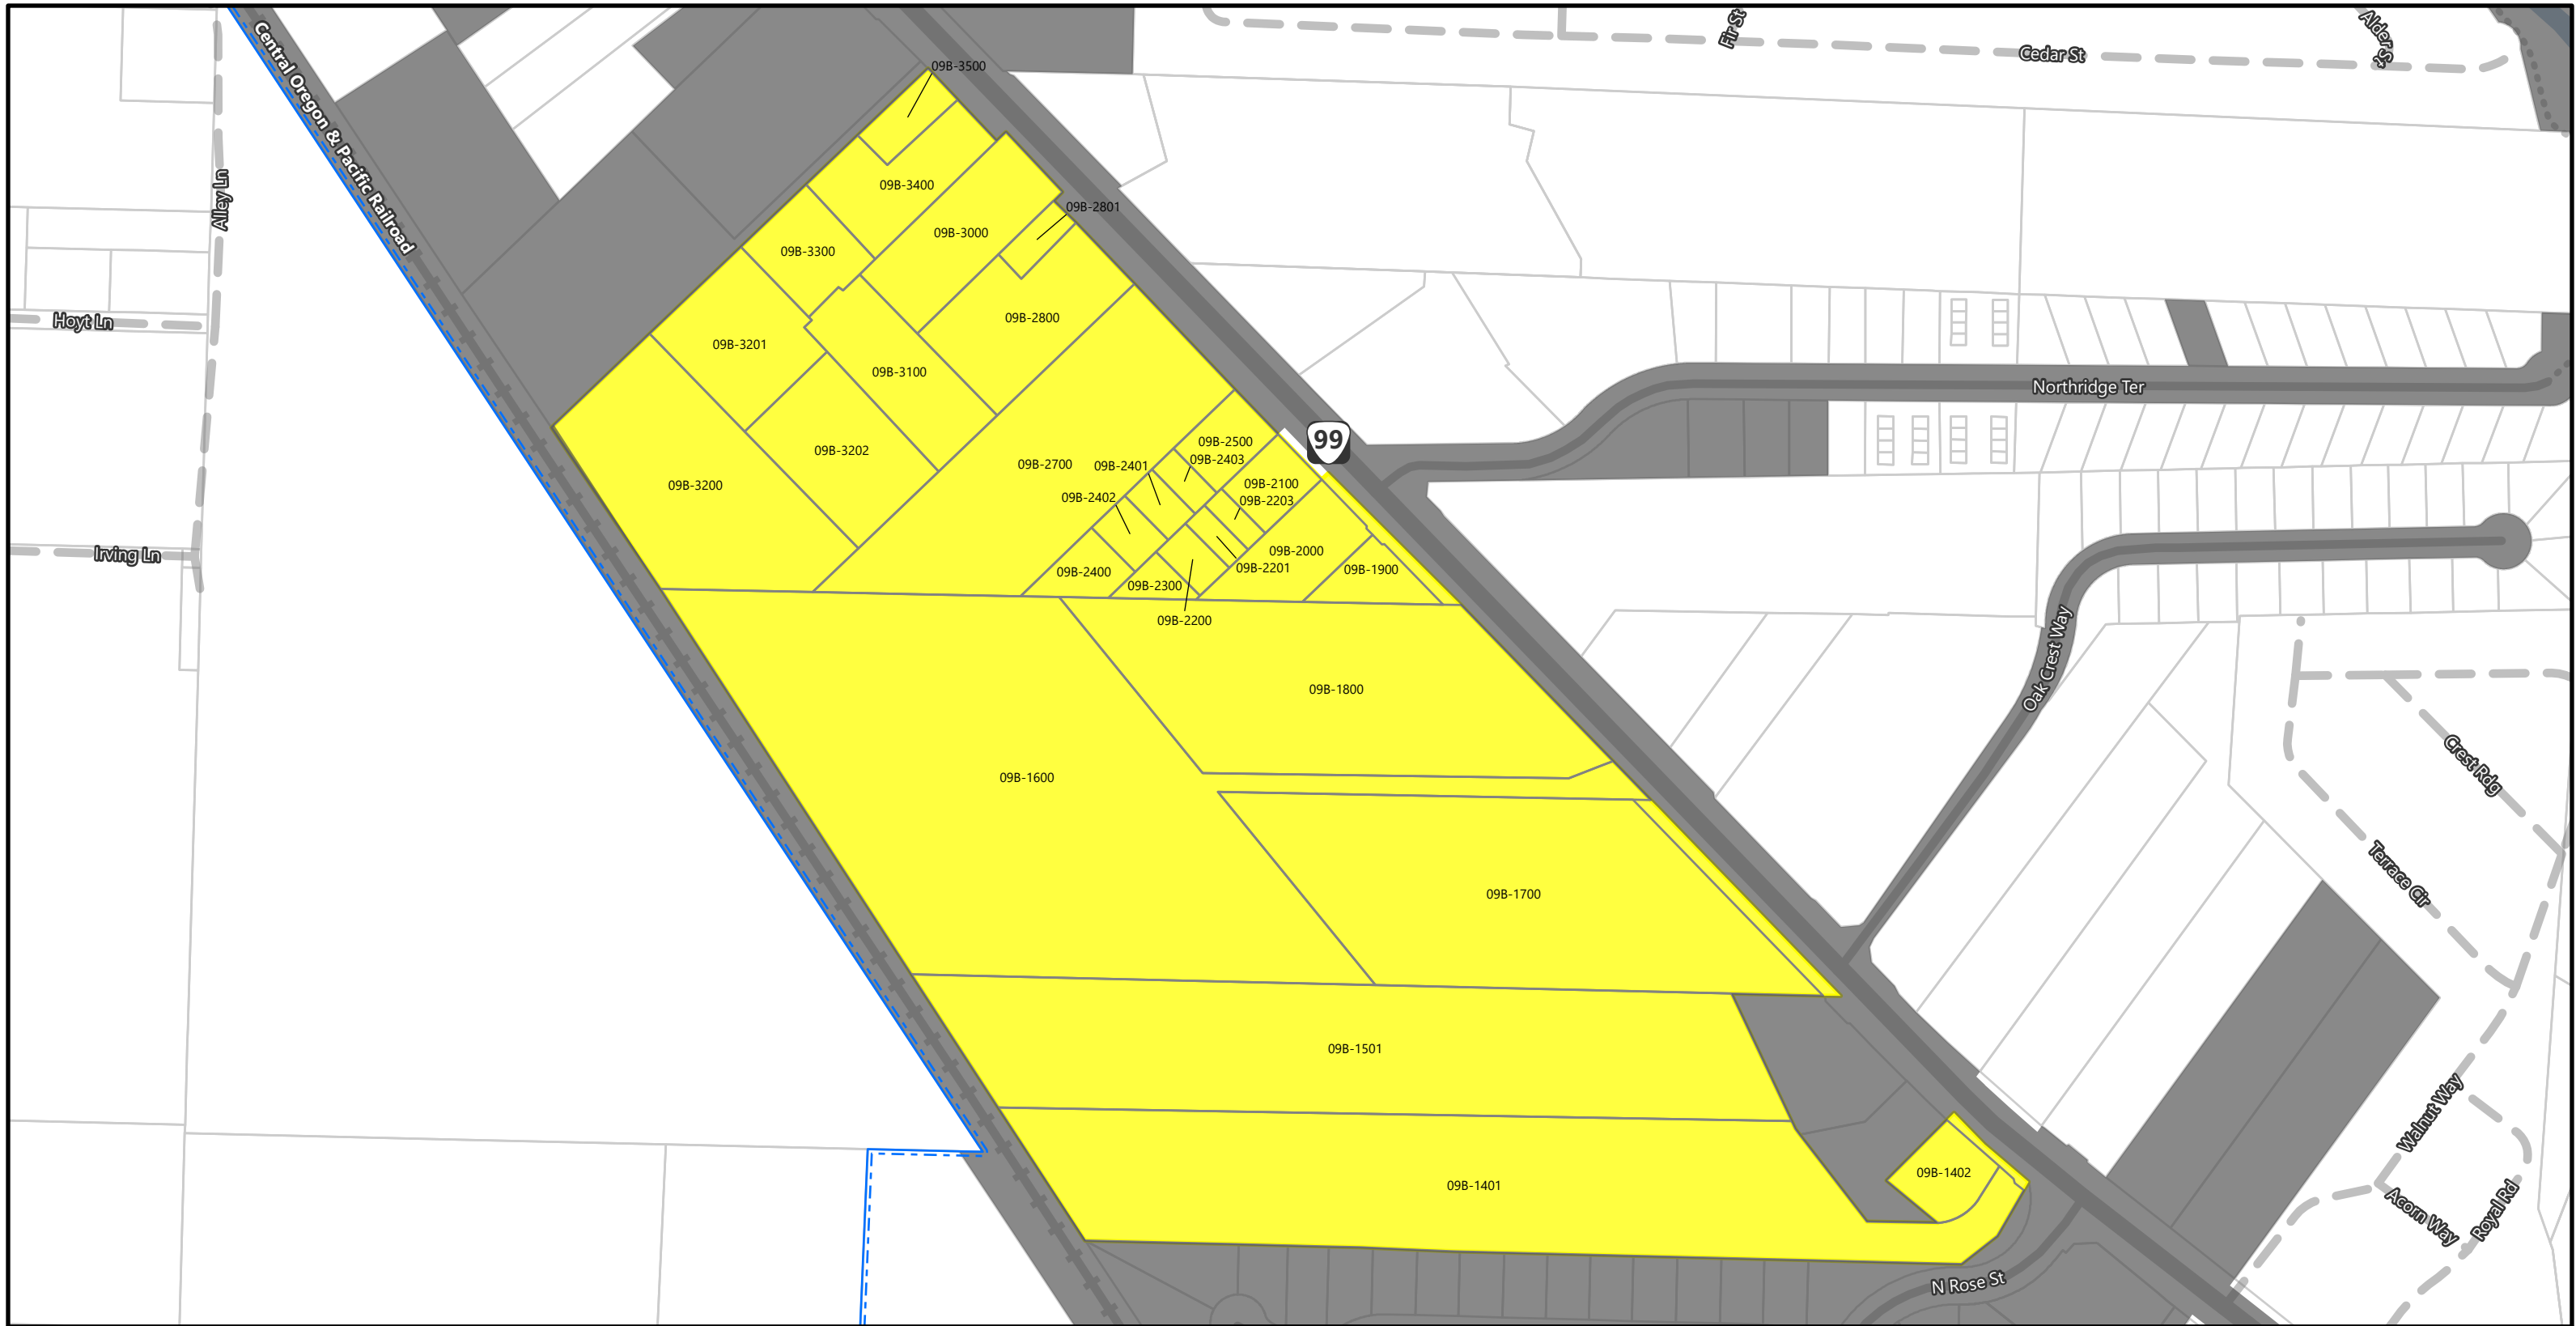 Central Oregon & Pacific Railroad
Alley Ln
Hoyt Ln
Irving Ln
Fir St
Cedar St
Alder St
99
Northridge Ter
Oak Crest Way
Crest Rdg
Terrace Cir
Walnut Way
Acorn Way
Royal Rd
N Rose St
09B-3500
09B-3400
09B-2801
09B-3000
09B-3300
09B-2800
09B-3201
09B-3100
09B-2500
09B-3202
09B-2700
09B-2401
09B-2403
09B-3200
09B-2402
09B-2100
09B-2203
09B-2000
09B-2400
09B-2201
09B-1900
09B-2300
09B-2200
09B-1800
09B-1600
09B-1700
09B-1501
09B-1402
09B-1401